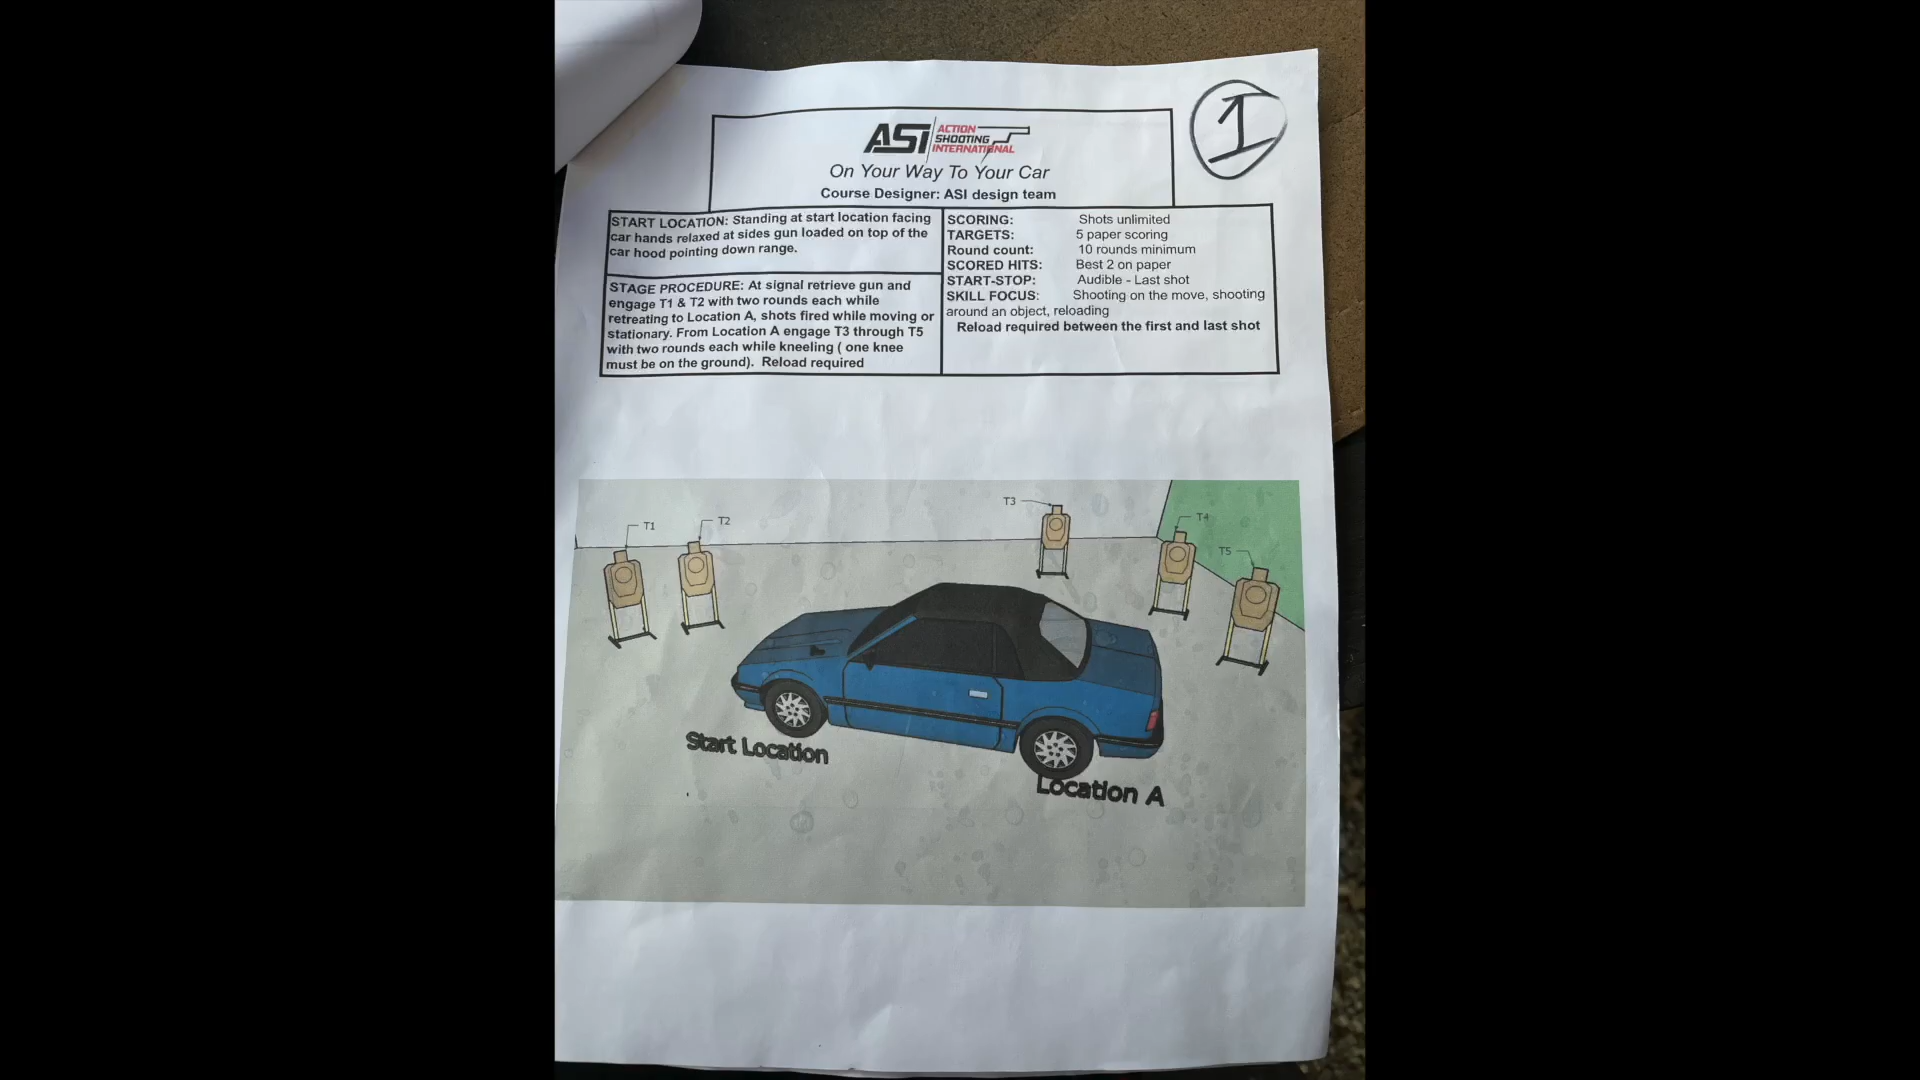 1
ASI ACTION
SHOOTING
INTERNATIONAL
On Your Way To Your Car
Course Designer: ASI design team
START LOCATION: Standing at start location facing
car hands relaxed at sides gun loaded on top of the
car hood pointing down range.
STAGE PROCEDURE: At signal retrieve gun and
engage T1 & T2 with two rounds each while
retreating to Location A, shots fired while moving or
stationary. From Location A engage T3 through T5
with two rounds each while kneeling ( one knee
must be on the ground). Reload required
SCORING: Shots unlimited
TARGETS: 5 paper scoring
Round count: 10 rounds minimum
SCORED HITS: Best 2 on paper
START-STOP: Audible - Last shot
SKILL FOCUS: Shooting on the move, shooting
around an object, reloading
Reload required between the first and last shot
T1
T2
T3
T4
T5
Start Location
Location A